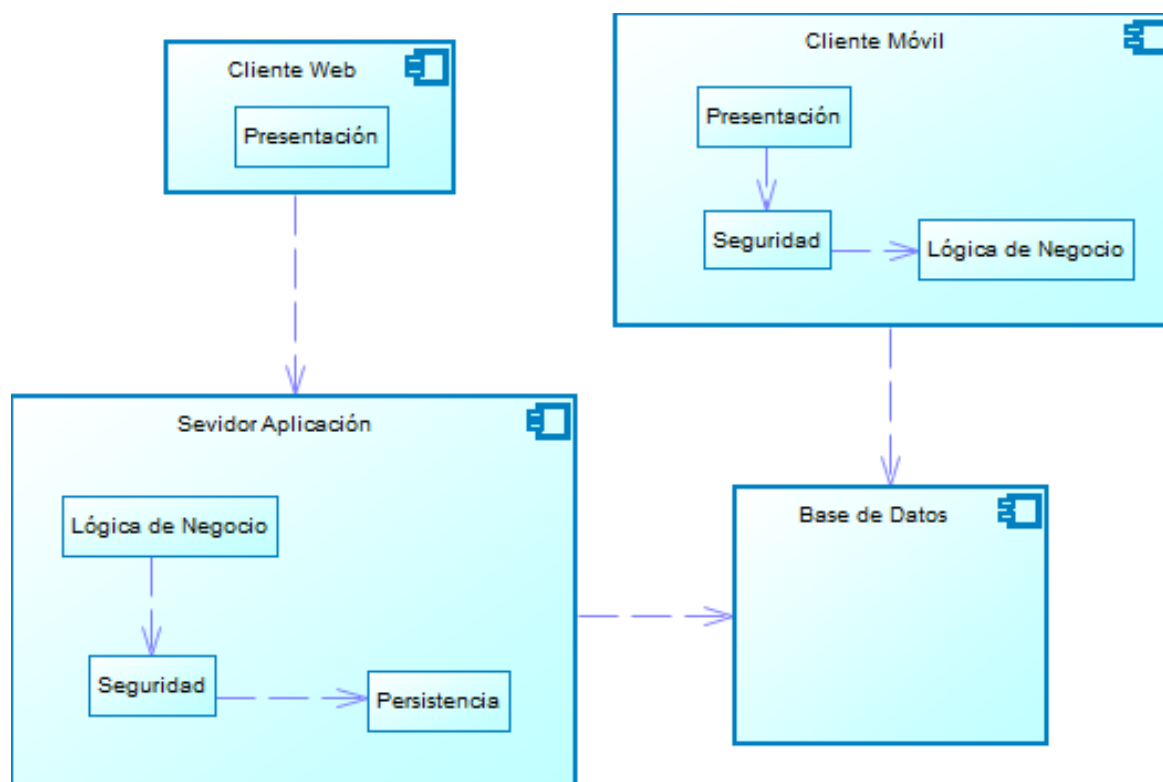 Cliente Web
Presentación
Cliente Móvil
Presentación
Seguridad
Lógica de Negocio
Sevidor Aplicación
Lógica de Negocio
Seguridad
Persistencia
Base de Datos